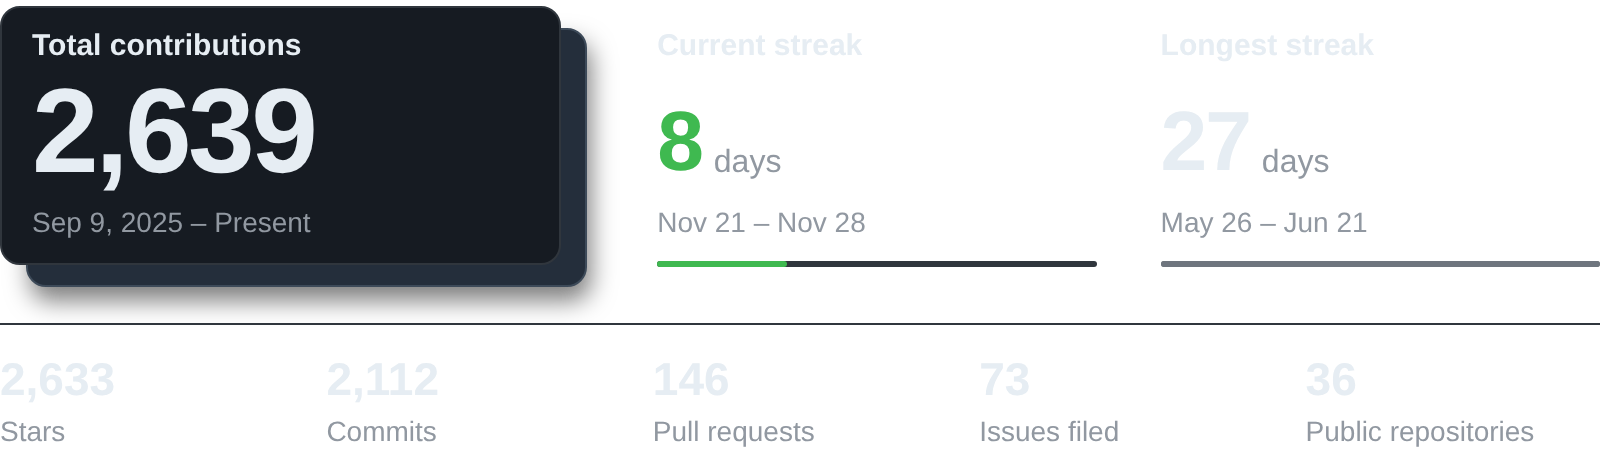 Total contributions
2,639
Sep 9, 2025 – Present
Current streak
8 days
Nov 21 – Nov 28
Longest streak
27 days
May 26 – Jun 21
2,633
Stars
2,112
Commits
146
Pull requests
73
Issues filed
36
Public repositories